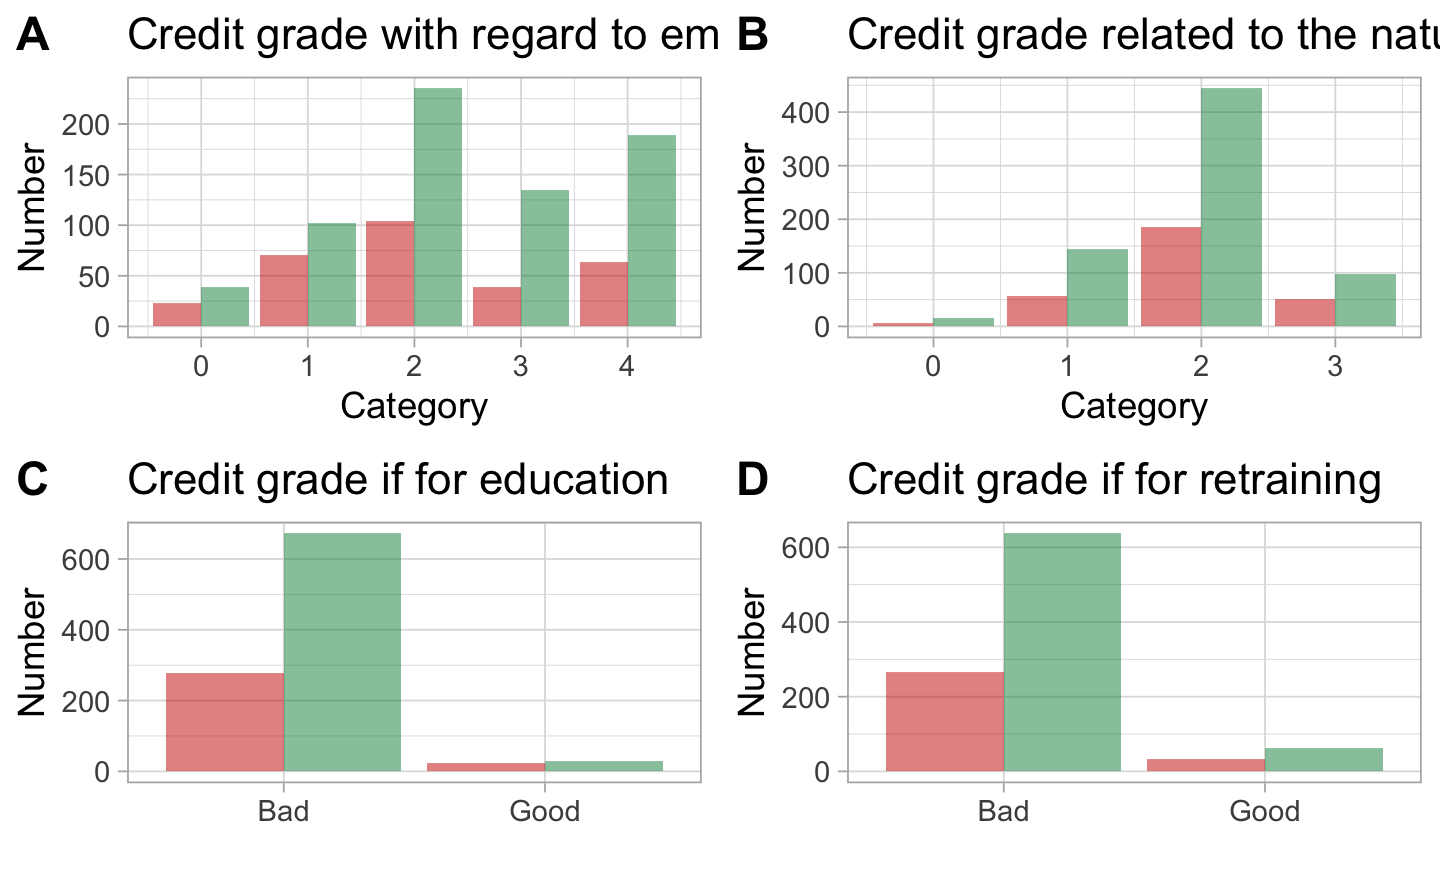 A Credit grade with regard to em
Number
200
150
100
50
0
0 1 2 3 4
Category
B Credit grade related to the natu
Number
400
300
200
100
0
0 1 2 3
Category
C Credit grade if for education
Number
600
400
200
0
Bad Good
D Credit grade if for retraining
Number
600
400
200
0
Bad Good